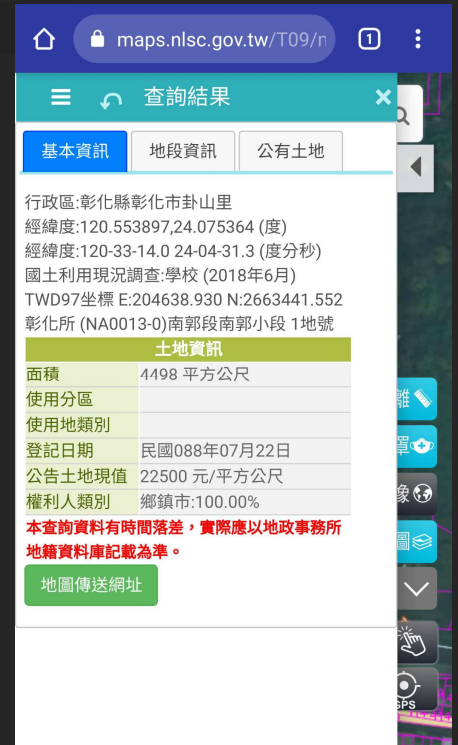 maps.nlsc.gov.tw/T09/n
1
查詢結果
基本資訊
地段資訊
公有土地
行政區:彰化縣彰化市卦山里
經緯度:120.553897,24.075364 (度)
經緯度:120-33-14.0 24-04-31.3 (度分秒)
國土利用現況調查:學校 (2018年6月)
TWD97坐標 E:204638.930 N:2663441.552
彰化所 (NA0013-0)南郭段南郭小段 1地號
土地資訊
面積 4498 平方公尺
使用分區
使用地類別
登記日期 民國088年07月22日
公告土地現值 22500 元/平方公尺
權利人類別 鄉鎮市:100.00%
本查詢資料有時間落差，實際應以地政事務所
地籍資料庫記載為準。
地圖傳送網址
離
罩
像
圖
GPS